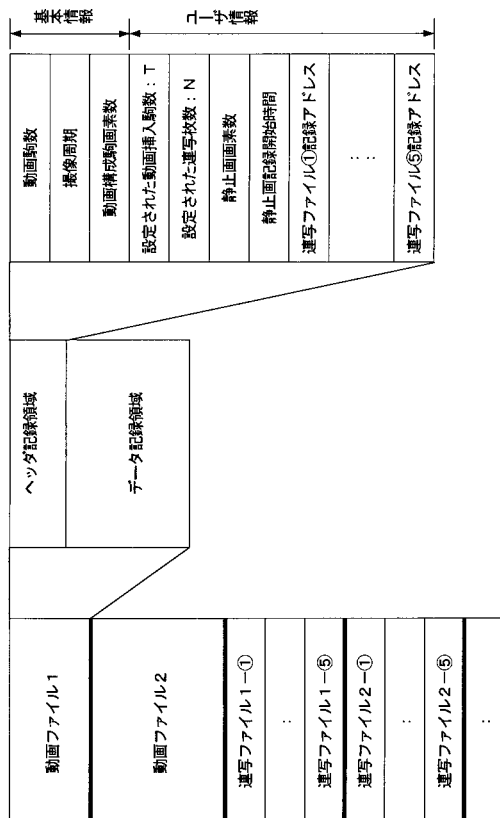 動画ファイル1
動画ファイル2
連写ファイル1-①
:
連写ファイル1-⑤
連写ファイル2-①
:
連写ファイル2-⑤
:
ヘッダ記録領域
データ記録領域
動画駒数
撮像周期
動画構成駒画素数
設定された動画挿入駒数:T
設定された連写枚数:N
静止画画素数
静止画記録開始時間
連写ファイル①記録アドレス
: :
連写ファイル⑤記録アドレス
基本情報
ユーザ情報